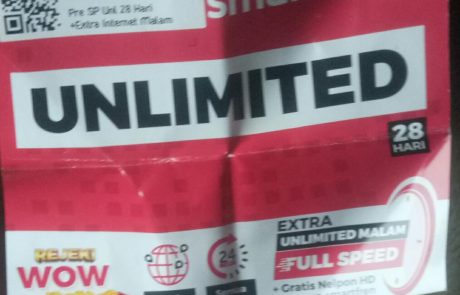 Pre SP Unl 28 Hari
+Extra Internet Malam
UNLIMITED
28
HARI
EXTRA
UNLIMITED MALAM
FULL SPEED
24
REJEKI
WOW
• Gratis Nelpon HD